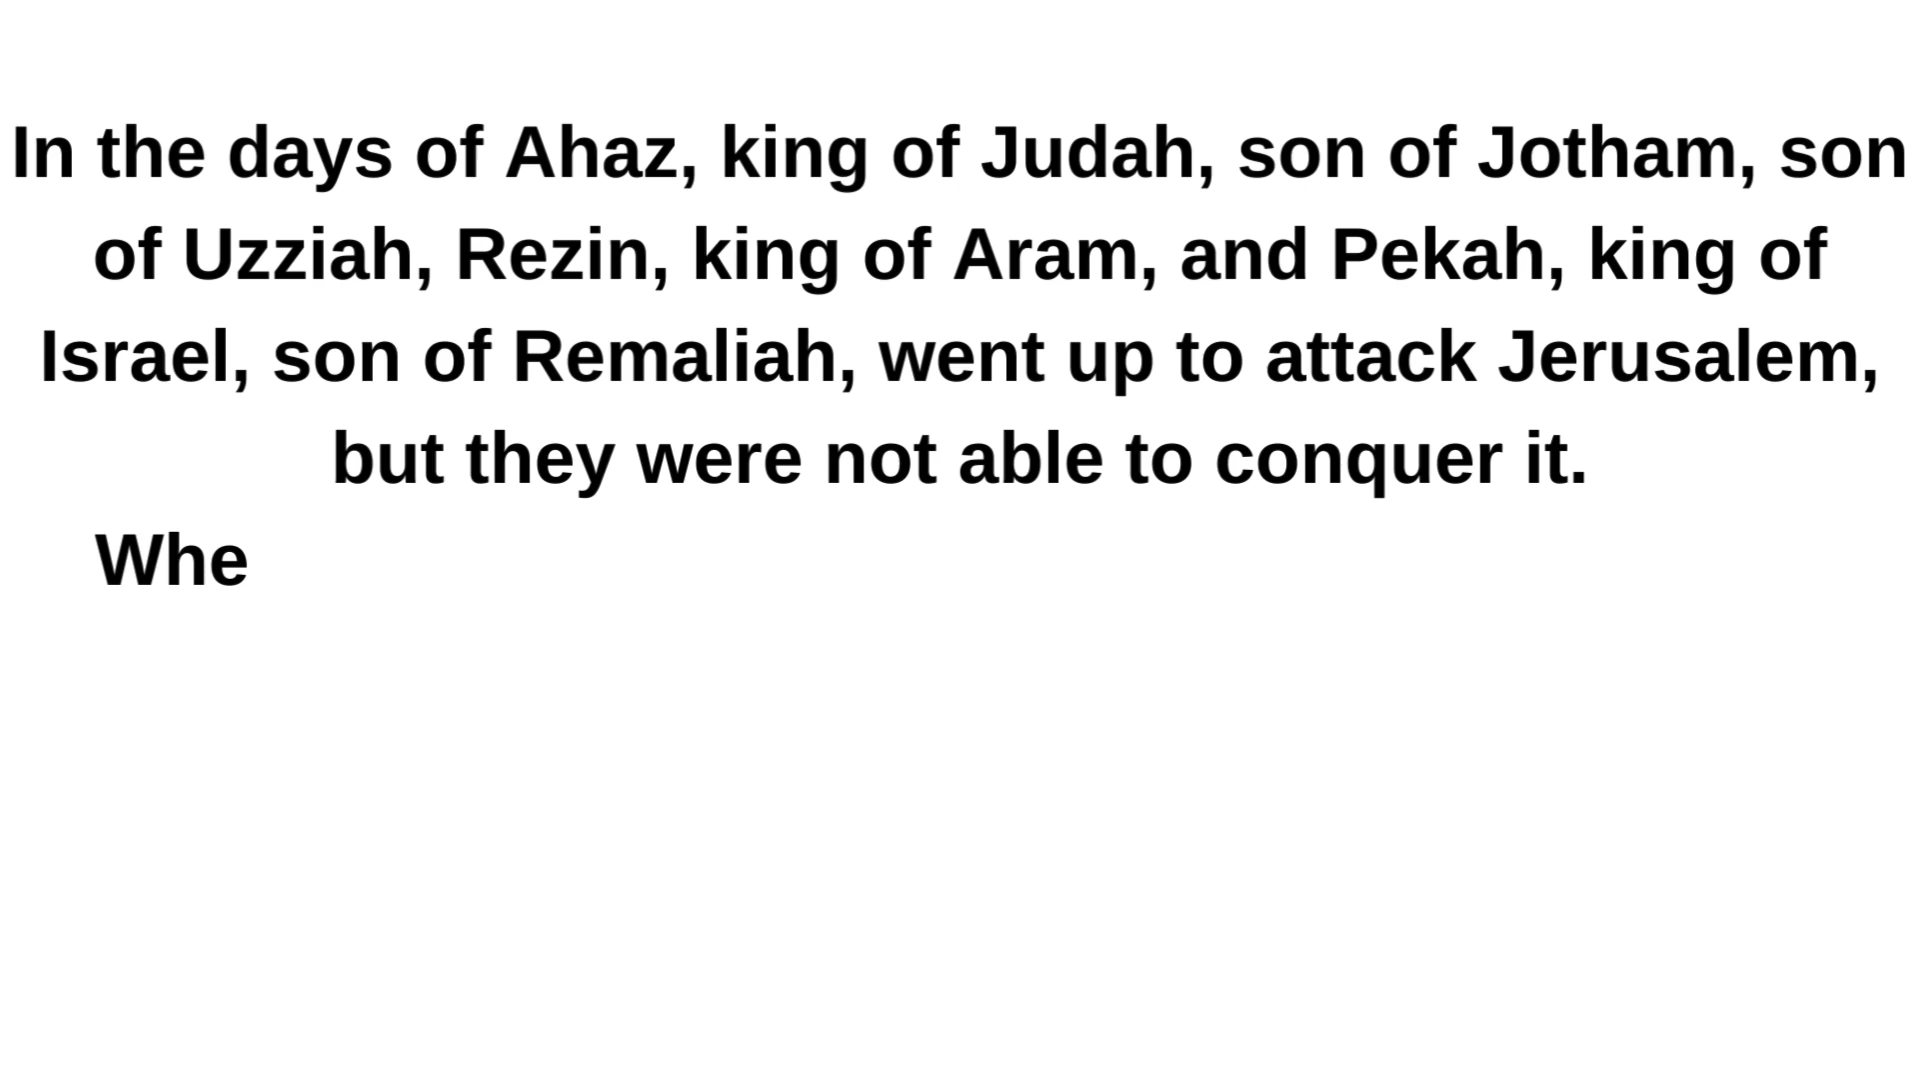 In the days of Ahaz, king of Judah, son of Jotham, son
of Uzziah, Rezin, king of Aram, and Pekah, king of
Israel, son of Remaliah, went up to attack Jerusalem,
but they were not able to conquer it.
Whe